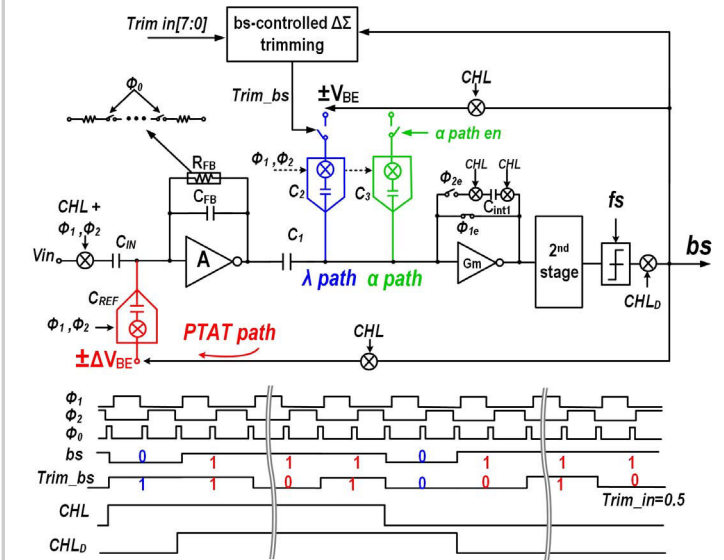 Trim in[7:0]
bs-controlled ΔΣ
trimming
Φ0
Trim_bs
±VBE
CHL
α path en
RFB
CFB
Φ1 ,Φ2
C2
C3
Φ2e
CHL
CHL
Cint1
Φ1e
CHL +
Φ1,Φ2
CIN
Vin
A
C1
λ path
α path
Gm
2nd
stage
fs
bs
CHLD
CREF
Φ1 ,Φ2
PTAT path
CHL
±ΔVBE
Φ1
Φ2
Φ0
bs 0 1 1 1 0 1 1 1
Trim_bs 1 1 0 1 0 0 1 0
Trim_in=0.5
CHL
CHLD